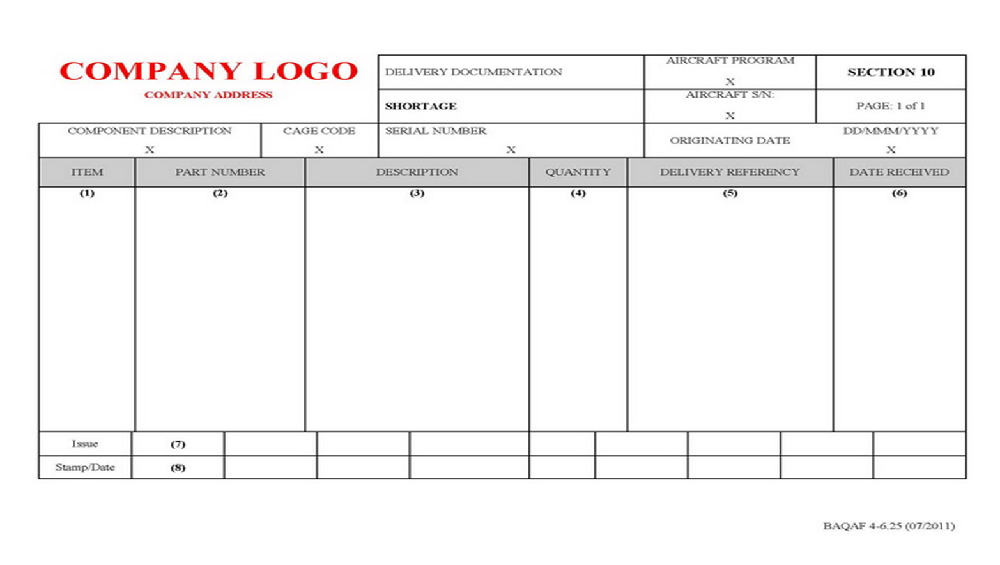 COMPANY LOGO
COMPANY ADDRESS
DELIVERY DOCUMENTATION
AIRCRAFT PROGRAM
X
SECTION 10
SHORTAGE
AIRCRAFT S/N:
X
PAGE: 1 of 1
COMPONENT DESCRIPTION
X
CAGE CODE
X
SERIAL NUMBER
X
ORIGINATING DATE
DD/MMM/YYYY
X
ITEM PART NUMBER DESCRIPTION QUANTITY DELIVERY REFERENCY DATE RECEIVED
(1) (2) (3) (4) (5) (6)
Issue (7)
Stamp/Date (8)
BAQAF 4-6.25 (07/2011)